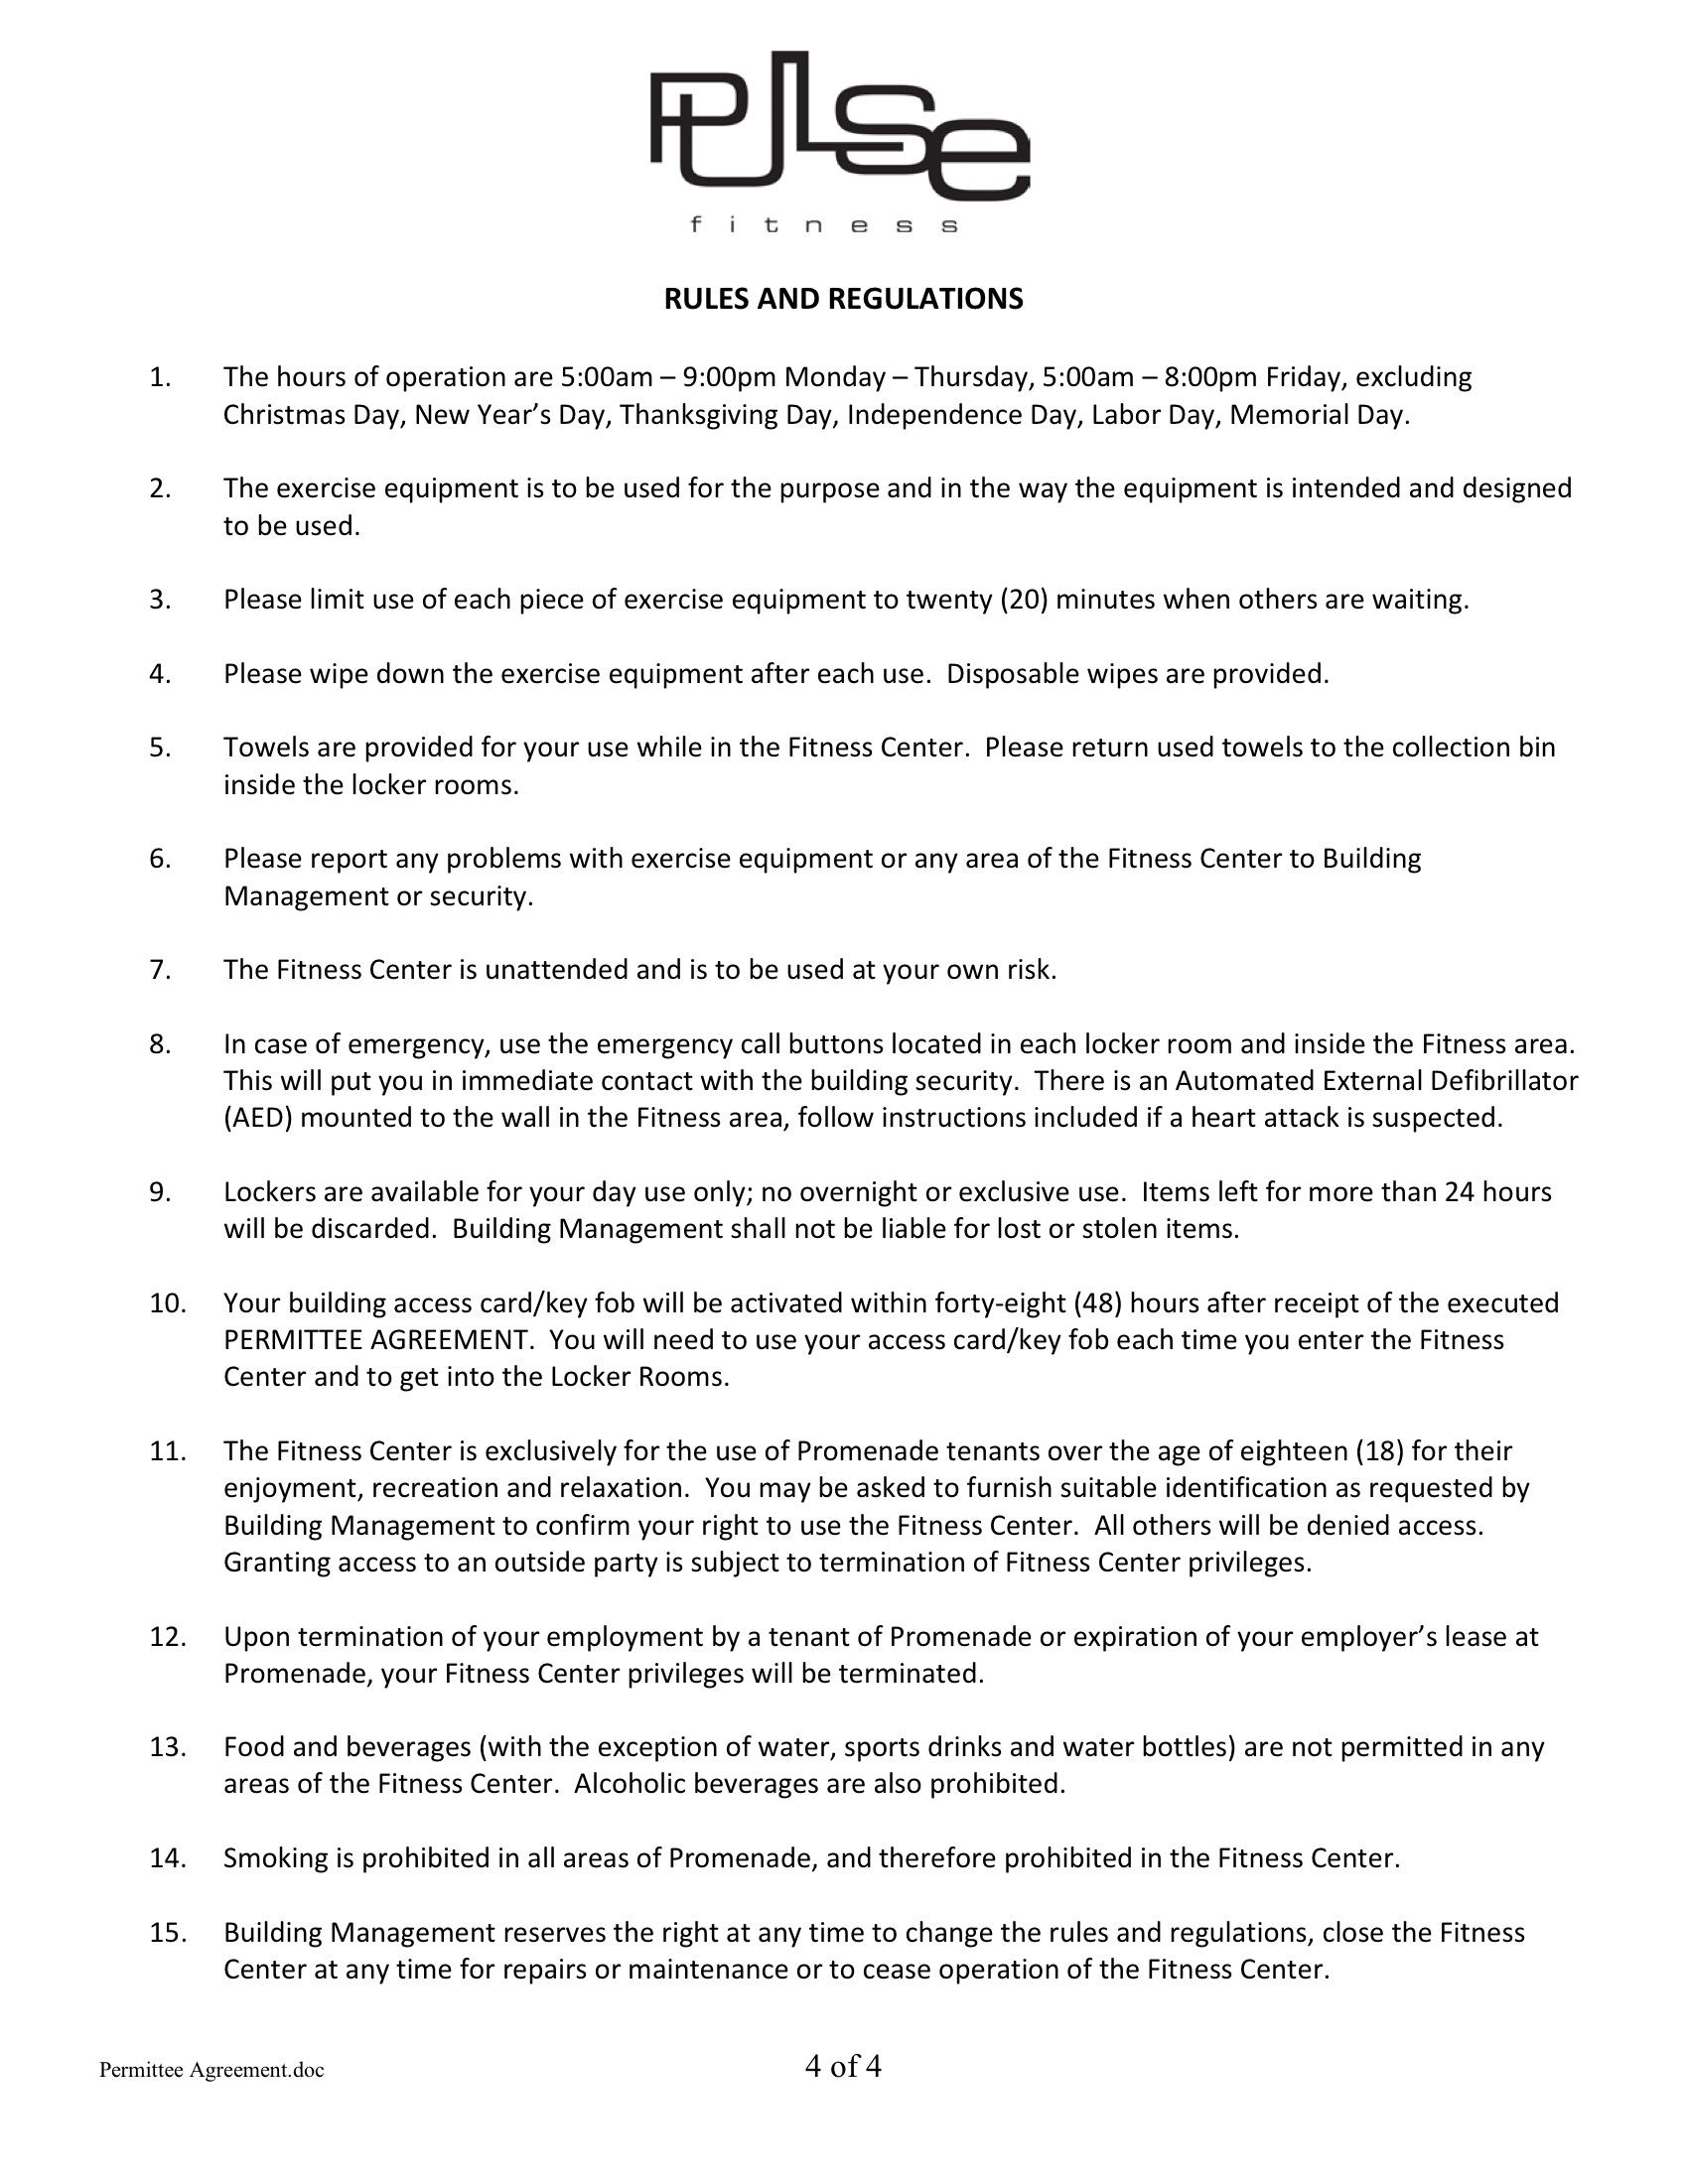 PULSe
fitness
RULES AND REGULATIONS
1. The hours of operation are 5:00am – 9:00pm Monday – Thursday, 5:00am – 8:00pm Friday, excluding
Christmas Day, New Year’s Day, Thanksgiving Day, Independence Day, Labor Day, Memorial Day.
2. The exercise equipment is to be used for the purpose and in the way the equipment is intended and designed
to be used.
3. Please limit use of each piece of exercise equipment to twenty (20) minutes when others are waiting.
4. Please wipe down the exercise equipment after each use.  Disposable wipes are provided.
5. Towels are provided for your use while in the Fitness Center.  Please return used towels to the collection bin
inside the locker rooms.
6. Please report any problems with exercise equipment or any area of the Fitness Center to Building
Management or security.
7. The Fitness Center is unattended and is to be used at your own risk.
8. In case of emergency, use the emergency call buttons located in each locker room and inside the Fitness area.
This will put you in immediate contact with the building security.  There is an Automated External Defibrillator
(AED) mounted to the wall in the Fitness area, follow instructions included if a heart attack is suspected.
9. Lockers are available for your day use only; no overnight or exclusive use.  Items left for more than 24 hours
will be discarded.  Building Management shall not be liable for lost or stolen items.
10. Your building access card/key fob will be activated within forty-eight (48) hours after receipt of the executed
PERMITTEE AGREEMENT.  You will need to use your access card/key fob each time you enter the Fitness
Center and to get into the Locker Rooms.
11. The Fitness Center is exclusively for the use of Promenade tenants over the age of eighteen (18) for their
enjoyment, recreation and relaxation.  You may be asked to furnish suitable identification as requested by
Building Management to confirm your right to use the Fitness Center.  All others will be denied access.
Granting access to an outside party is subject to termination of Fitness Center privileges.
12. Upon termination of your employment by a tenant of Promenade or expiration of your employer’s lease at
Promenade, your Fitness Center privileges will be terminated.
13. Food and beverages (with the exception of water, sports drinks and water bottles) are not permitted in any
areas of the Fitness Center.  Alcoholic beverages are also prohibited.
14. Smoking is prohibited in all areas of Promenade, and therefore prohibited in the Fitness Center.
15. Building Management reserves the right at any time to change the rules and regulations, close the Fitness
Center at any time for repairs or maintenance or to cease operation of the Fitness Center.
Permittee Agreement.doc 4 of 4